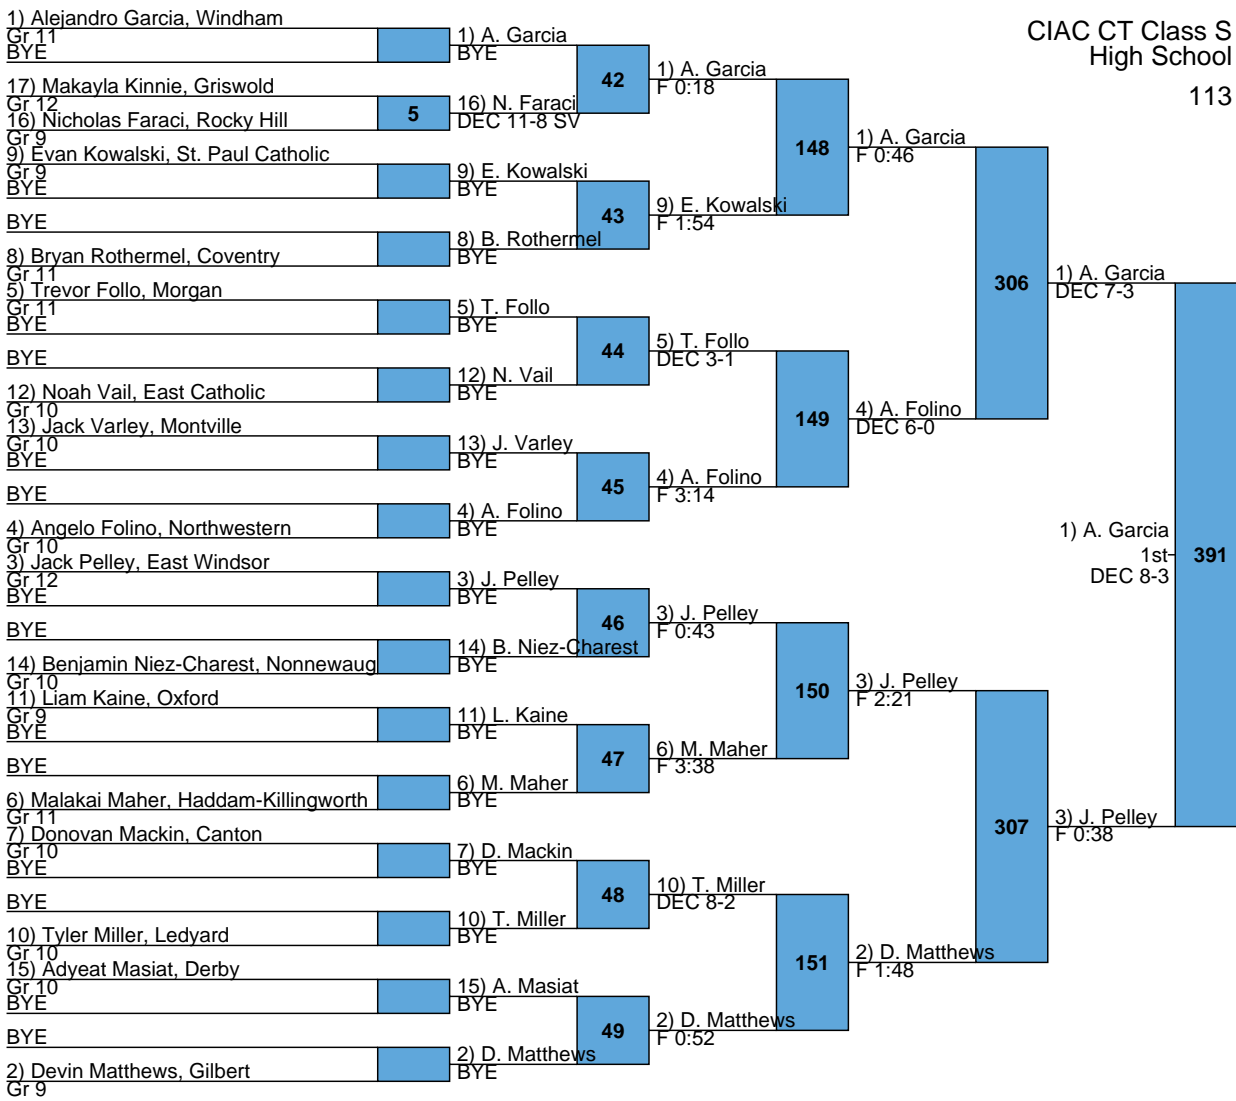 CIAC CT Class S
High School
113
1) Alejandro Garcia, Windham
Gr 11
BYE
17) Makayla Kinnie, Griswold
Gr 12
16) Nicholas Faraci, Rocky Hill
Gr 9
9) Evan Kowalski, St. Paul Catholic
Gr 9
BYE
BYE
8) Bryan Rothermel, Coventry
Gr 11
5) Trevor Follo, Morgan
Gr 11
BYE
BYE
12) Noah Vail, East Catholic
Gr 10
13) Jack Varley, Montville
Gr 10
BYE
BYE
4) Angelo Folino, Northwestern
Gr 10
3) Jack Pelley, East Windsor
Gr 12
BYE
BYE
14) Benjamin Niez-Charest, Nonnewaug
Gr 10
11) Liam Kaine, Oxford
Gr 9
BYE
BYE
6) Malakai Maher, Haddam-Killingworth
Gr 11
7) Donovan Mackin, Canton
Gr 10
BYE
BYE
10) Tyler Miller, Ledyard
Gr 10
15) Adyeat Masiat, Derby
Gr 10
BYE
BYE
2) Devin Matthews, Gilbert
Gr 9
5
1) A. Garcia
BYE
16) N. Faraci
DEC 11-8 SV
9) E. Kowalski
BYE
8) B. Rothermel
BYE
5) T. Follo
BYE
12) N. Vail
BYE
13) J. Varley
BYE
4) A. Folino
BYE
3) J. Pelley
BYE
14) B. Niez-Charest
BYE
11) L. Kaine
BYE
6) M. Maher
BYE
7) D. Mackin
BYE
10) T. Miller
BYE
15) A. Masiat
BYE
2) D. Matthews
BYE
42
43
44
45
46
47
48
49
1) A. Garcia
F 0:18
9) E. Kowalski
F 1:54
5) T. Follo
DEC 3-1
4) A. Folino
F 3:14
3) J. Pelley
F 0:43
6) M. Maher
F 3:38
10) T. Miller
DEC 8-2
2) D. Matthews
F 0:52
148
149
150
151
1) A. Garcia
F 0:46
4) A. Folino
DEC 6-0
3) J. Pelley
F 2:21
2) D. Matthews
F 1:48
306
307
1) A. Garcia
DEC 7-3
3) J. Pelley
F 0:38
1) A. Garcia
1st
DEC 8-3
391